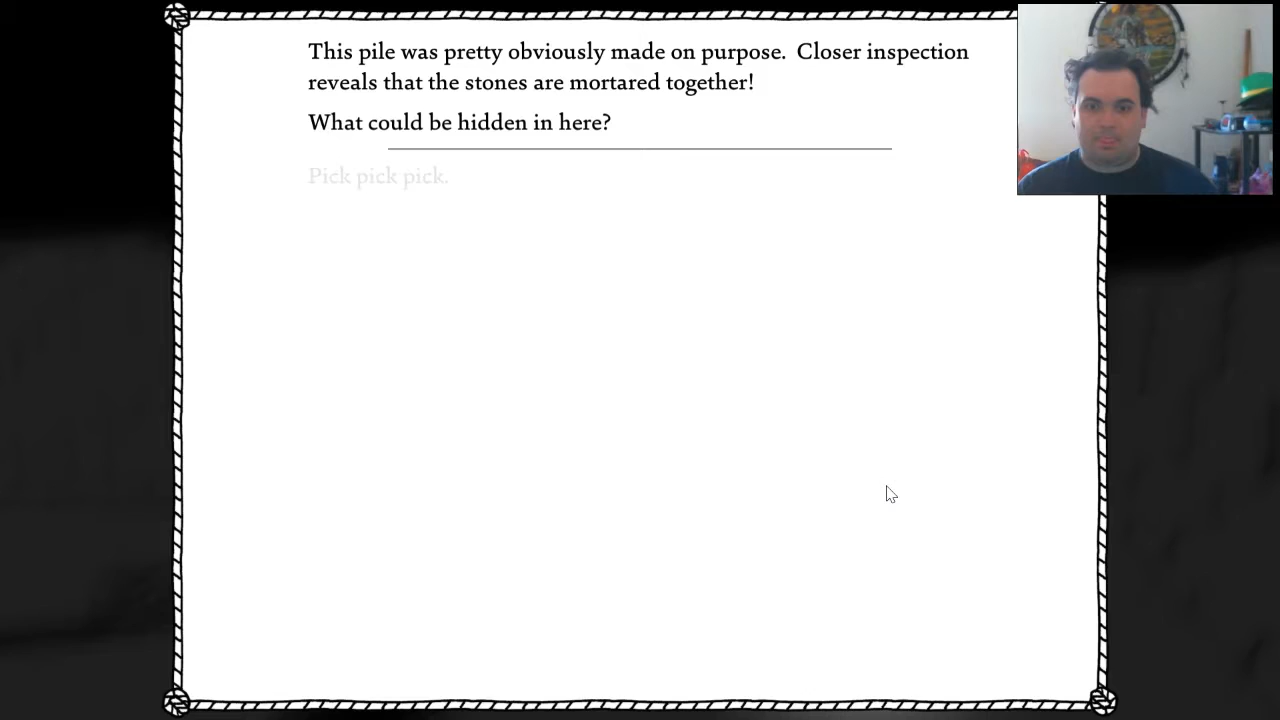 This pile was pretty obviously made on purpose.  Closer inspection
reveals that the stones are mortared together!
What could be hidden in here?
Pick pick pick.